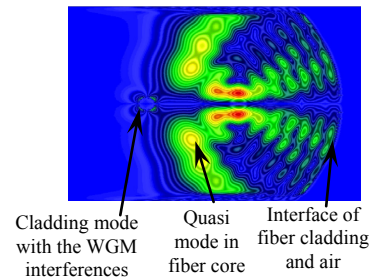 Cladding mode
with the WGM
interferences
Quasi
mode in
fiber core
Interface of
fiber cladding
and air